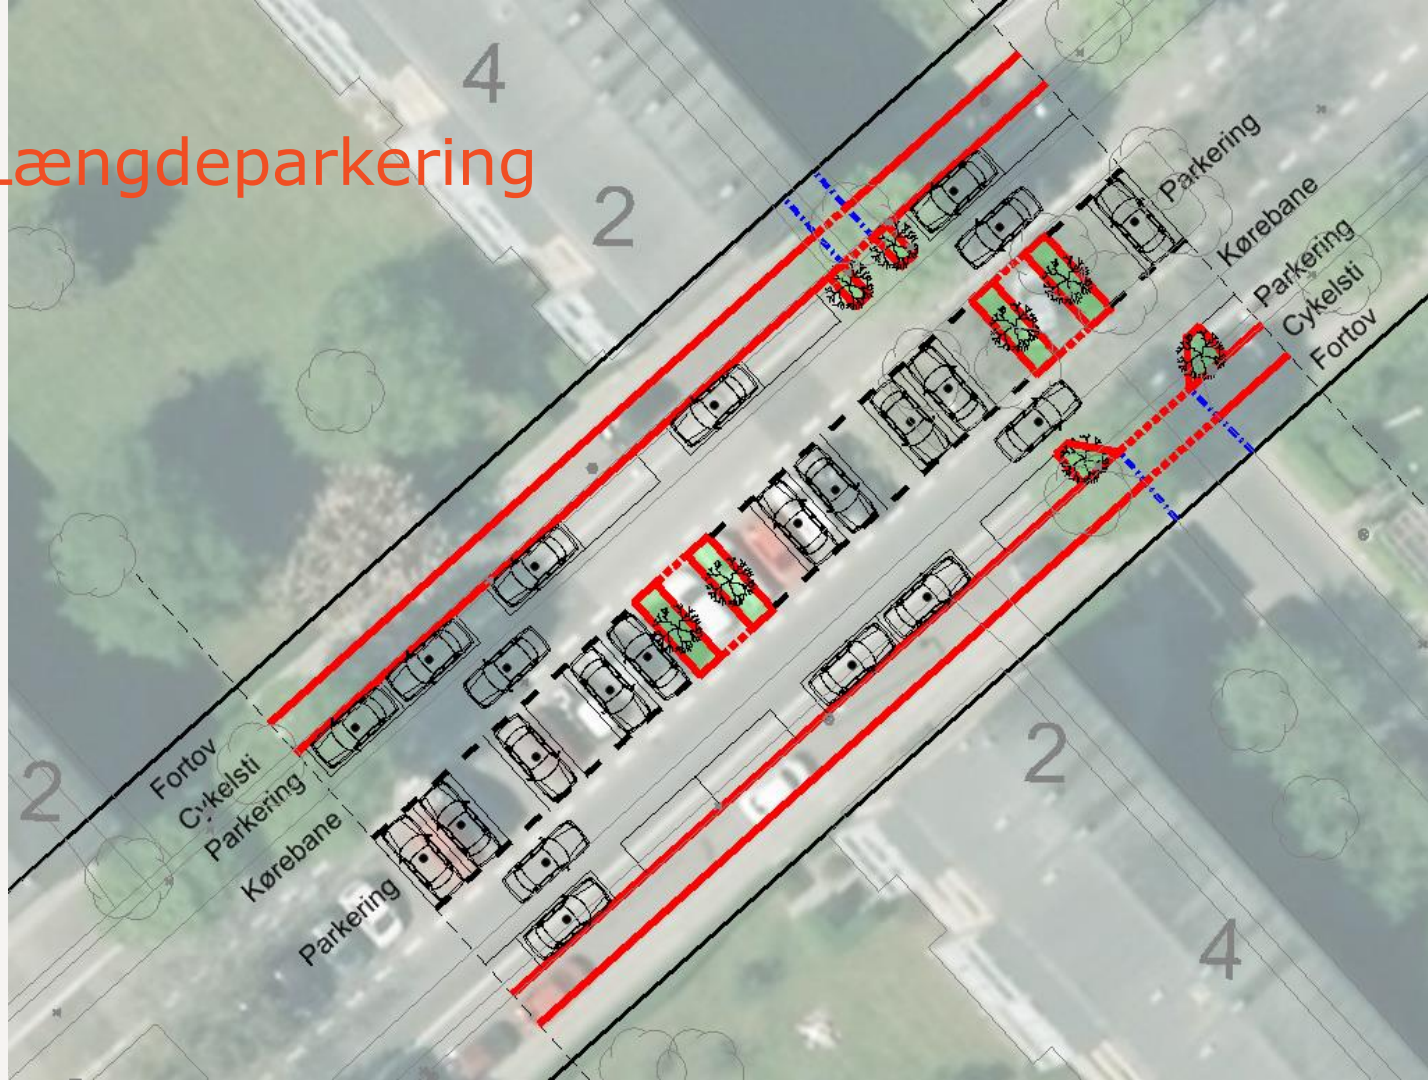 4
Længdeparkering
2
Parkering
Kørebane
Parkering
Cykelsti
Fortov
2
Fortov
Cykelsti
Parkering
Kørebane
Parkering
2
4